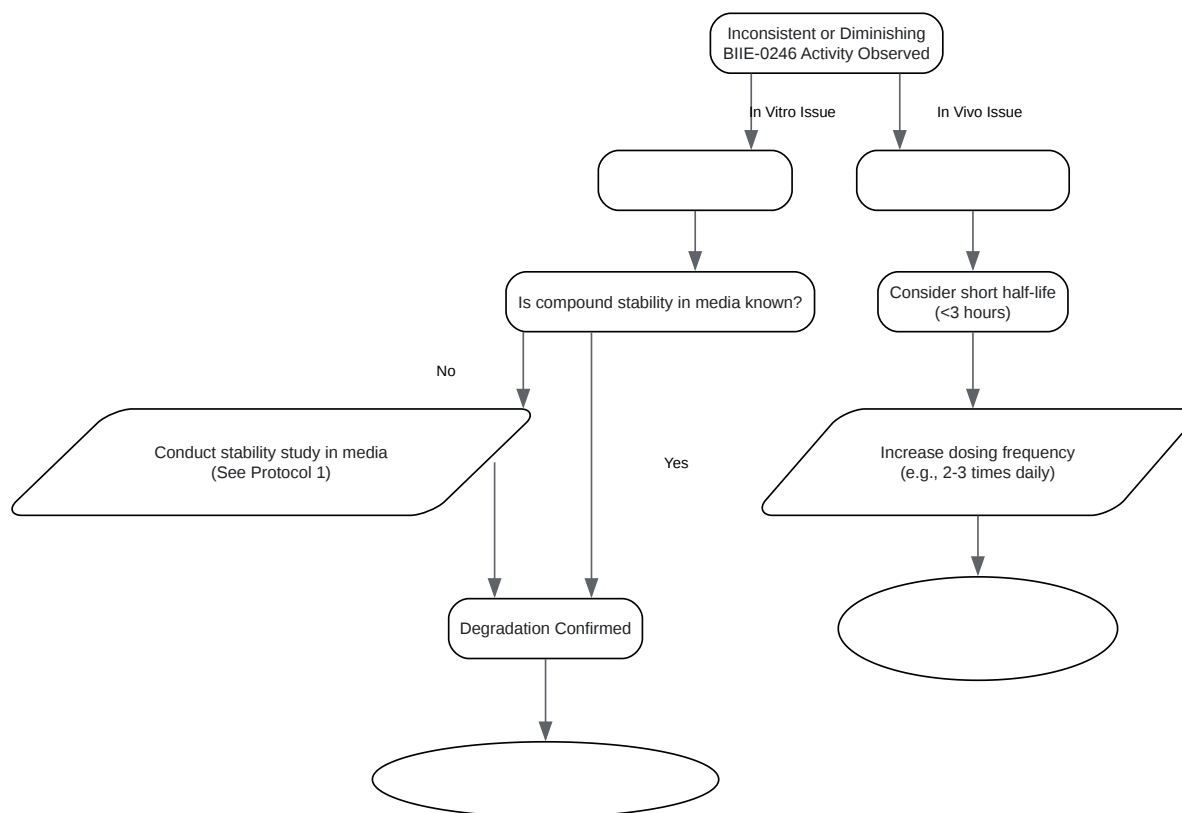 Inconsistent or Diminishing
BIIE-0246 Activity Observed
In Vitro Issue
In Vivo Issue
Is compound stability in media known?
Consider short half-life
(<3 hours)
No
Conduct stability study in media
(See Protocol 1)
Yes
Increase dosing frequency
(e.g., 2-3 times daily)
Degradation Confirmed